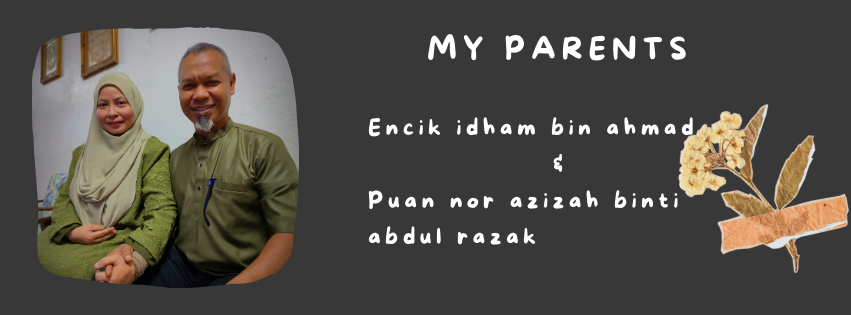 MY PARENTS
Encik idham bin ahmad
&
Puan nor azizah binti
abdul razak